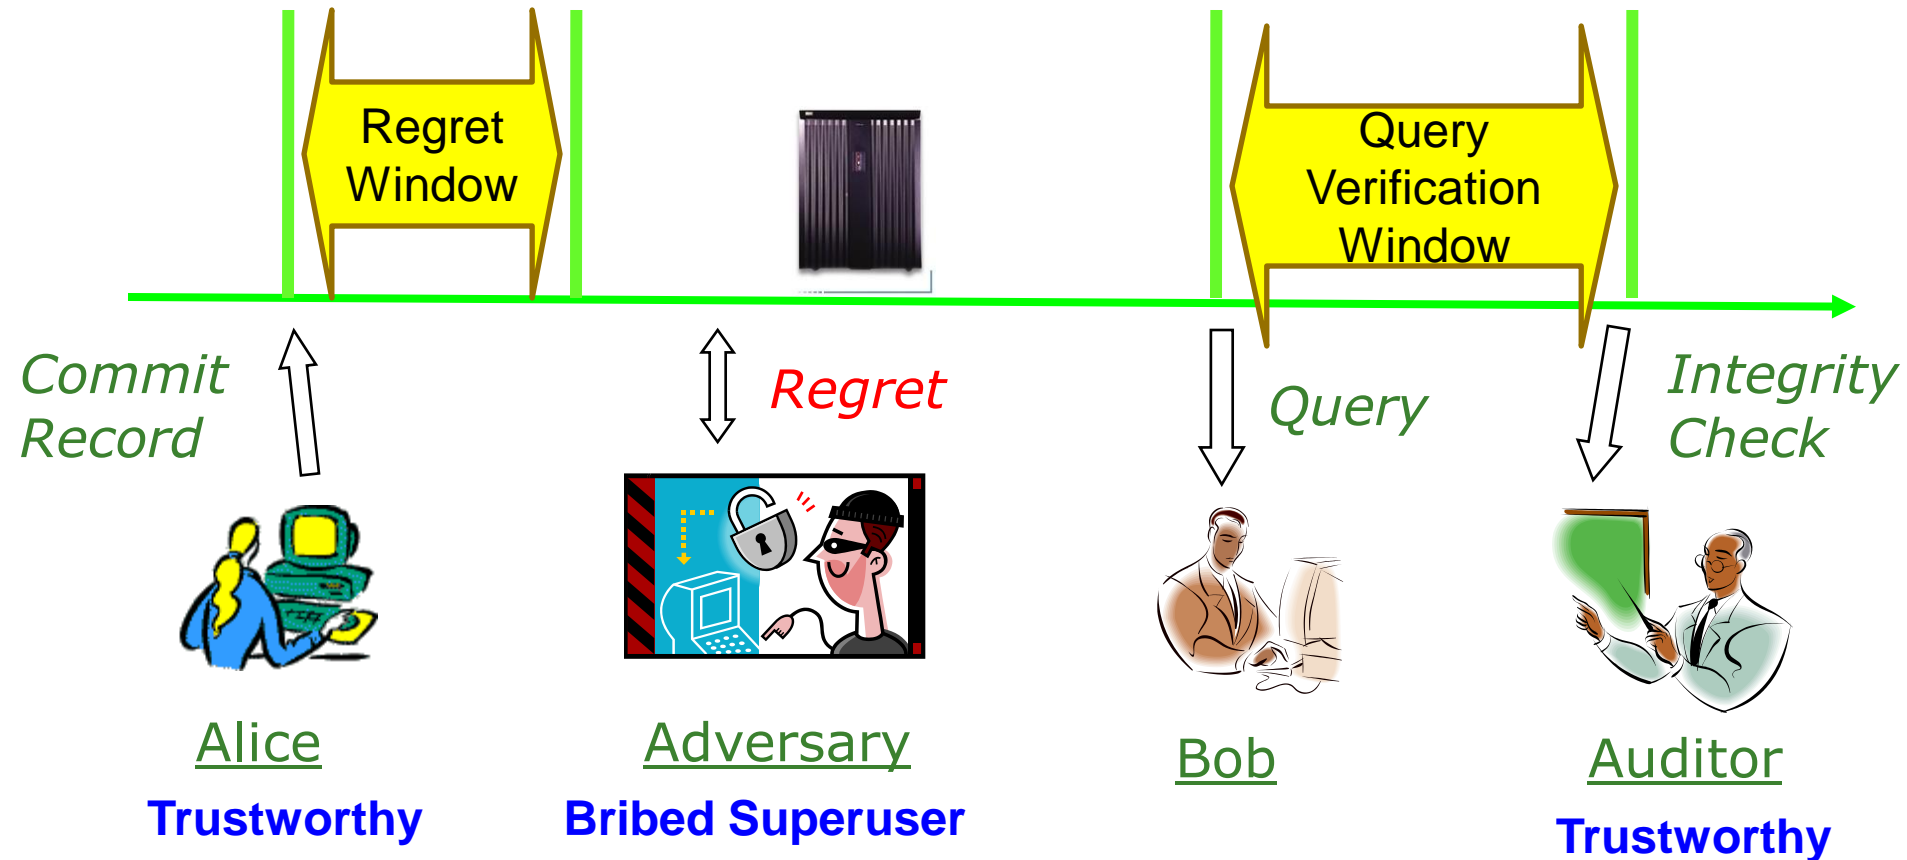 Regret
Window
Query
Verification
Window
Commit
Record
Regret
Query
Integrity
Check
Alice
Adversary
Bob
Auditor
Trustworthy
Bribed Superuser
Trustworthy